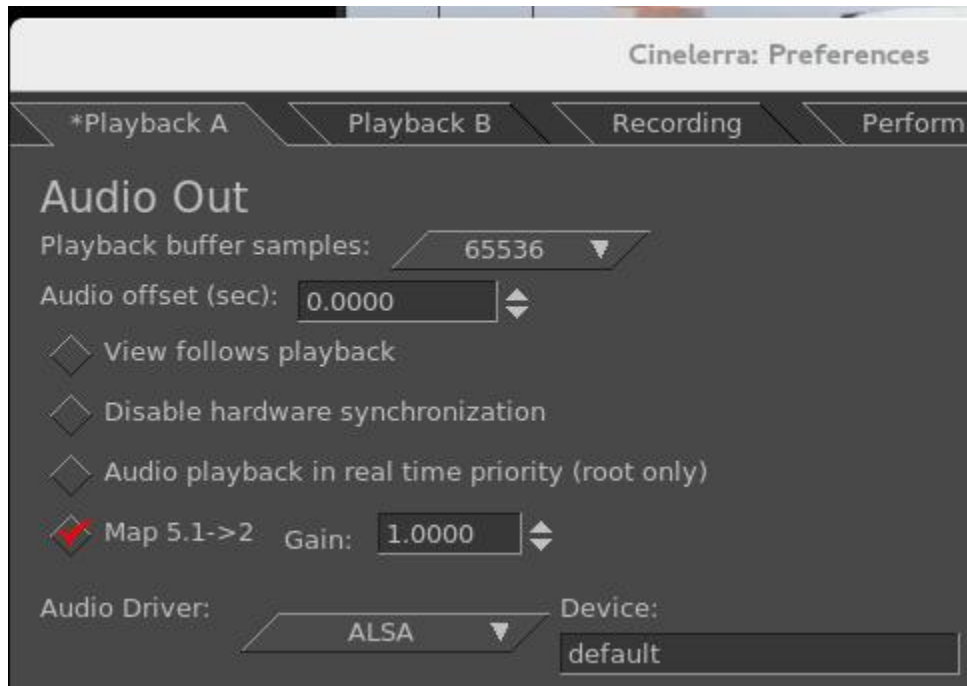 Cinelerra: Preferences
*Playback A Playback B Recording Perform
Audio Out
Playback buffer samples: 65536
Audio offset (sec): 0.0000
View follows playback
Disable hardware synchronization
Audio playback in real time priority (root only)
Map 5.1->2 Gain: 1.0000
Audio Driver: ALSA Device:
default